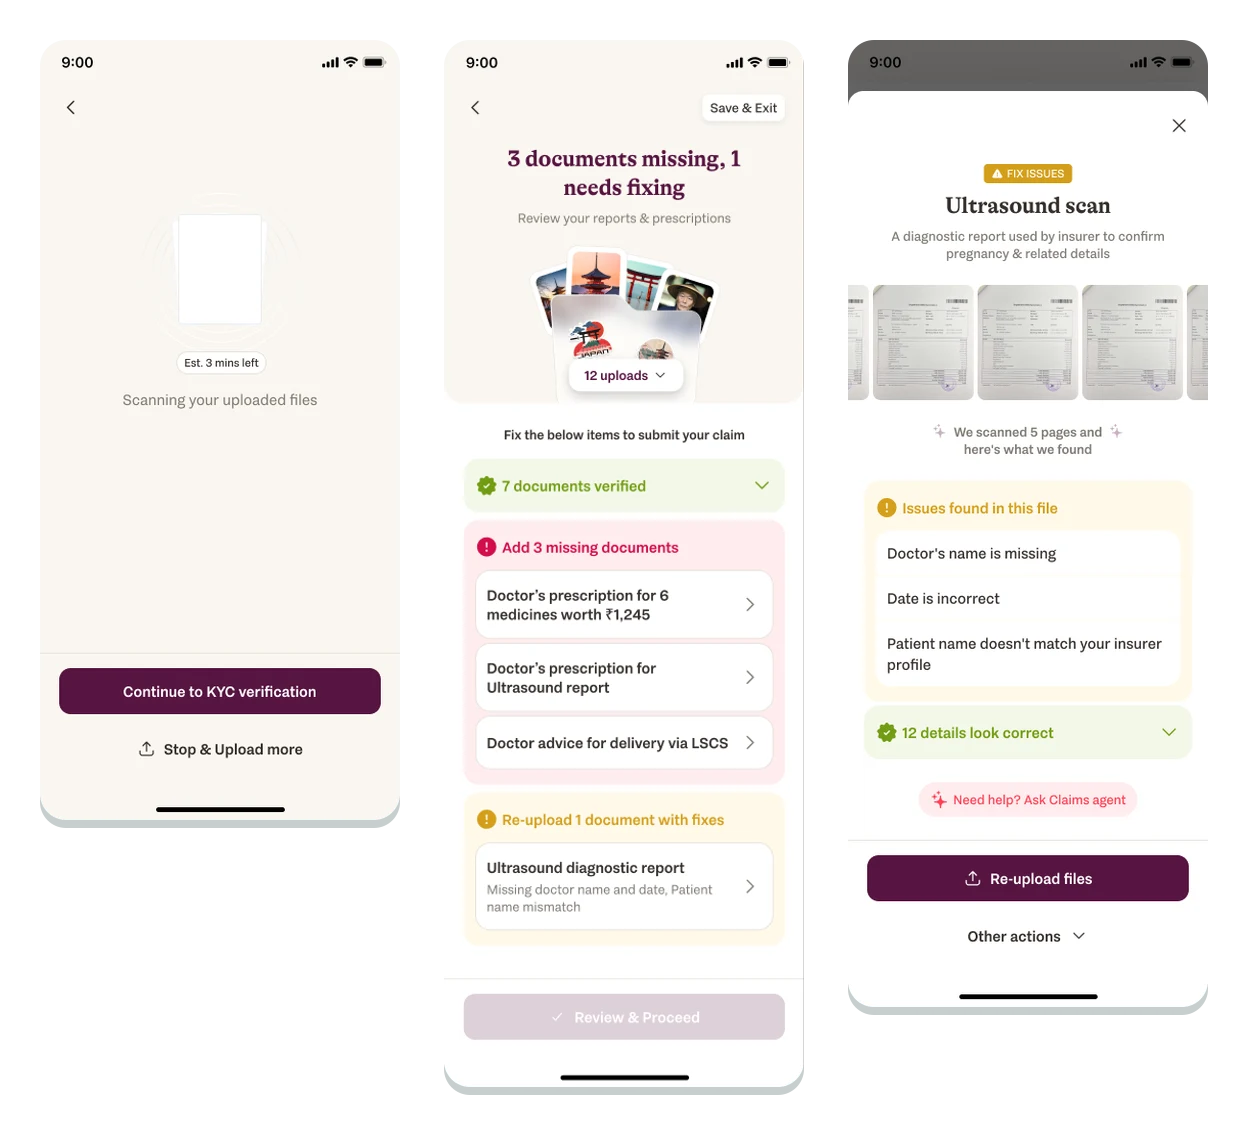 9:00
Est. 3 mins left
Scanning your uploaded files
Continue to KYC verification
Stop & Upload more
9:00
Save & Exit
3 documents missing, 1
needs fixing
Review your reports & prescriptions
JAPAN
12 uploads
Fix the below items to submit your claim
7 documents verified
Add 3 missing documents
Doctor’s prescription for 6
medicines worth ₹1,245
Doctor’s prescription for
Ultrasound report
Doctor advice for delivery via LSCS
Re-upload 1 document with fixes
Ultrasound diagnostic report
Missing doctor name and date, Patient
name mismatch
Review & Proceed
9:00
FIX ISSUES
Ultrasound scan
A diagnostic report used by insurer to confirm
pregnancy & related details
We scanned 5 pages and
here's what we found
Issues found in this file
Doctor's name is missing
Date is incorrect
Patient name doesn't match your insurer
profile
12 details look correct
Need help? Ask Claims agent
Re-upload files
Other actions